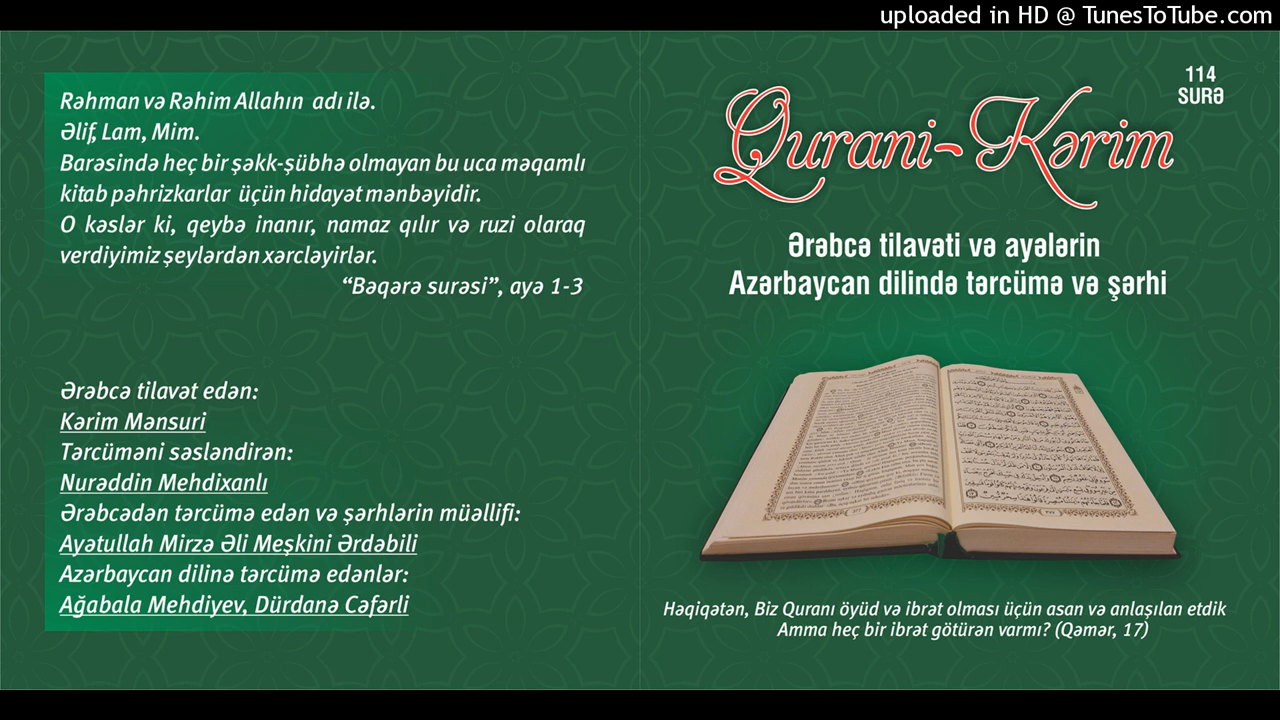 uploaded in HD @ TunesToTube.com
Rəhman və Rəhim Allahın adı ilə.
Əlif, Lam, Mim.
Barəsində heç bir şəkk-şübhə olmayan bu uca məqamlı
kitab pəhrizkarlar üçün hidayət mənbəyidir.
O kəslər ki, qeybə inanır, namaz qılır və ruzi olaraq
verdiyimiz şeylərdən xərcləyirlər.
“Bəqərə surəsi”, ayə 1-3
Ərəbcə tilavət edən:
Kərim Mənsuri
Tərcüməni səsləndirən:
Nurəddin Mehdixanlı
Ərəbcədən tərcümə edən və şərhlərin müəllifi:
Ayətullah Mirzə Əli Meşkini Ərdəbili
Azərbaycan dilinə tərcümə edənlər:
Ağabala Mehdiyev, Dürdanə Cəfərli
114
SURƏ
Qurani-Kərim
Ərəbcə tilavəti və ayələrin
Azərbaycan dilində tərcümə və şərhi
Həqiqətən, Biz Quranı öyüd və ibrət olması üçün asan və anlaşılan etdik
Amma heç bir ibrət götürən varmı? (Qəmər, 17)